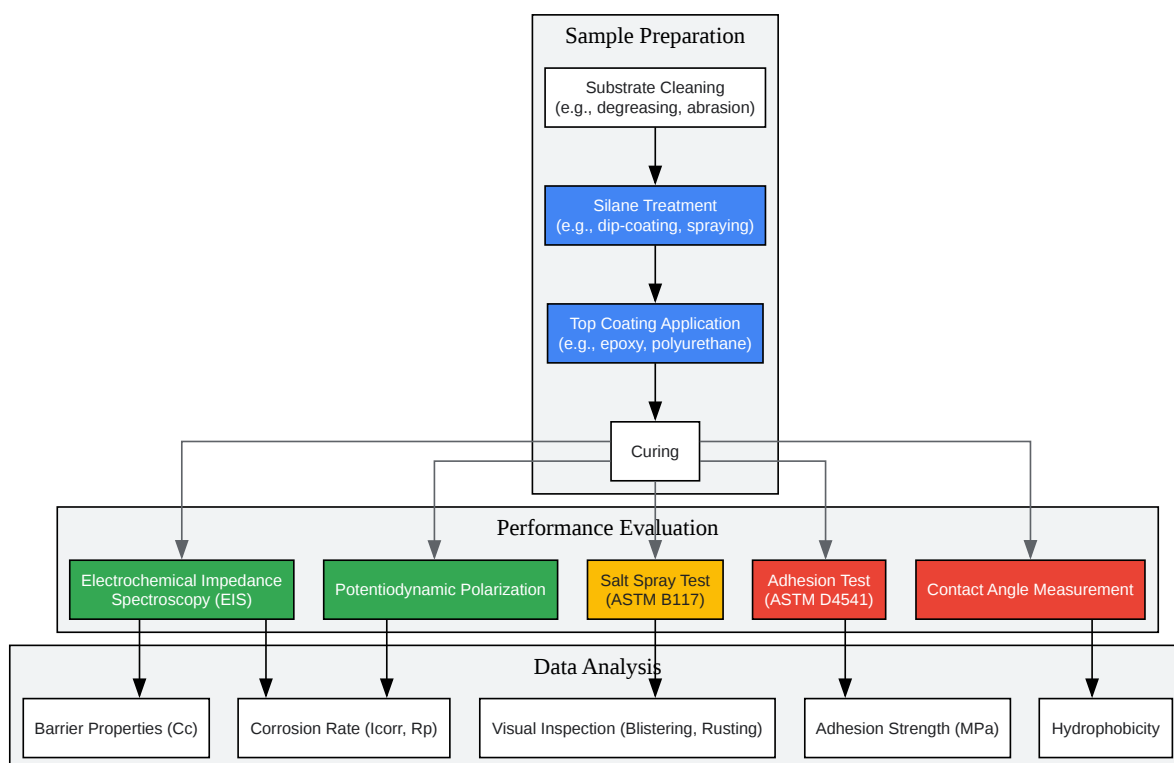 Sample Preparation
Substrate Cleaning
(e.g., degreasing, abrasion)
Silane Treatment
(e.g., dip-coating, spraying)
Top Coating Application
(e.g., epoxy, polyurethane)
Curing
Performance Evaluation
Electrochemical Impedance
Spectroscopy (EIS)
Potentiodynamic Polarization
Salt Spray Test
(ASTM B117)
Adhesion Test
(ASTM D4541)
Contact Angle Measurement
Data Analysis
Barrier Properties (Cc)
Corrosion Rate (Icorr, Rp)
Visual Inspection (Blistering, Rusting)
Adhesion Strength (MPa)
Hydrophobicity